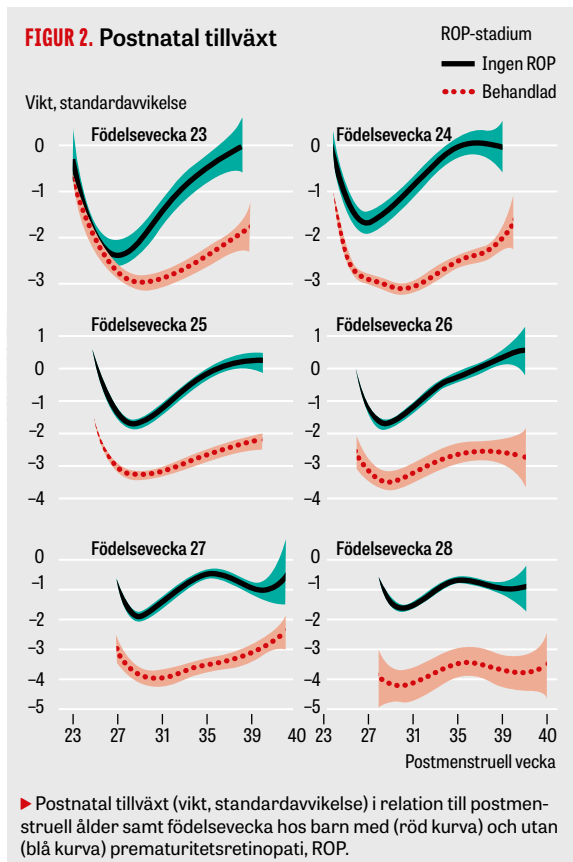 FIGUR 2. Postnatal tillväxt
ROP-stadium
Ingen ROP
Behandlad
Vikt, standardavvikelse
Födelsevecka 23
0
–1
–2
–3
Födelsevecka 24
0
–1
–2
–3
Födelsevecka 25
1
0
–1
–2
–3
–4
Födelsevecka 26
1
0
–1
–2
–3
–4
Födelsevecka 27
0
–1
–2
–3
–4
–5
23 27 31 35 39 40
Födelsevecka 28
0
–1
–2
–3
–4
–5
23 27 31 35 39 40
Postmenstruell vecka
▶ Postnatal tillväxt (vikt, standardavvikelse) i relation till postmen-
struell ålder samt födelsevecka hos barn med (röd kurva) och utan
(blå kurva) prematuritetsretinopati, ROP.